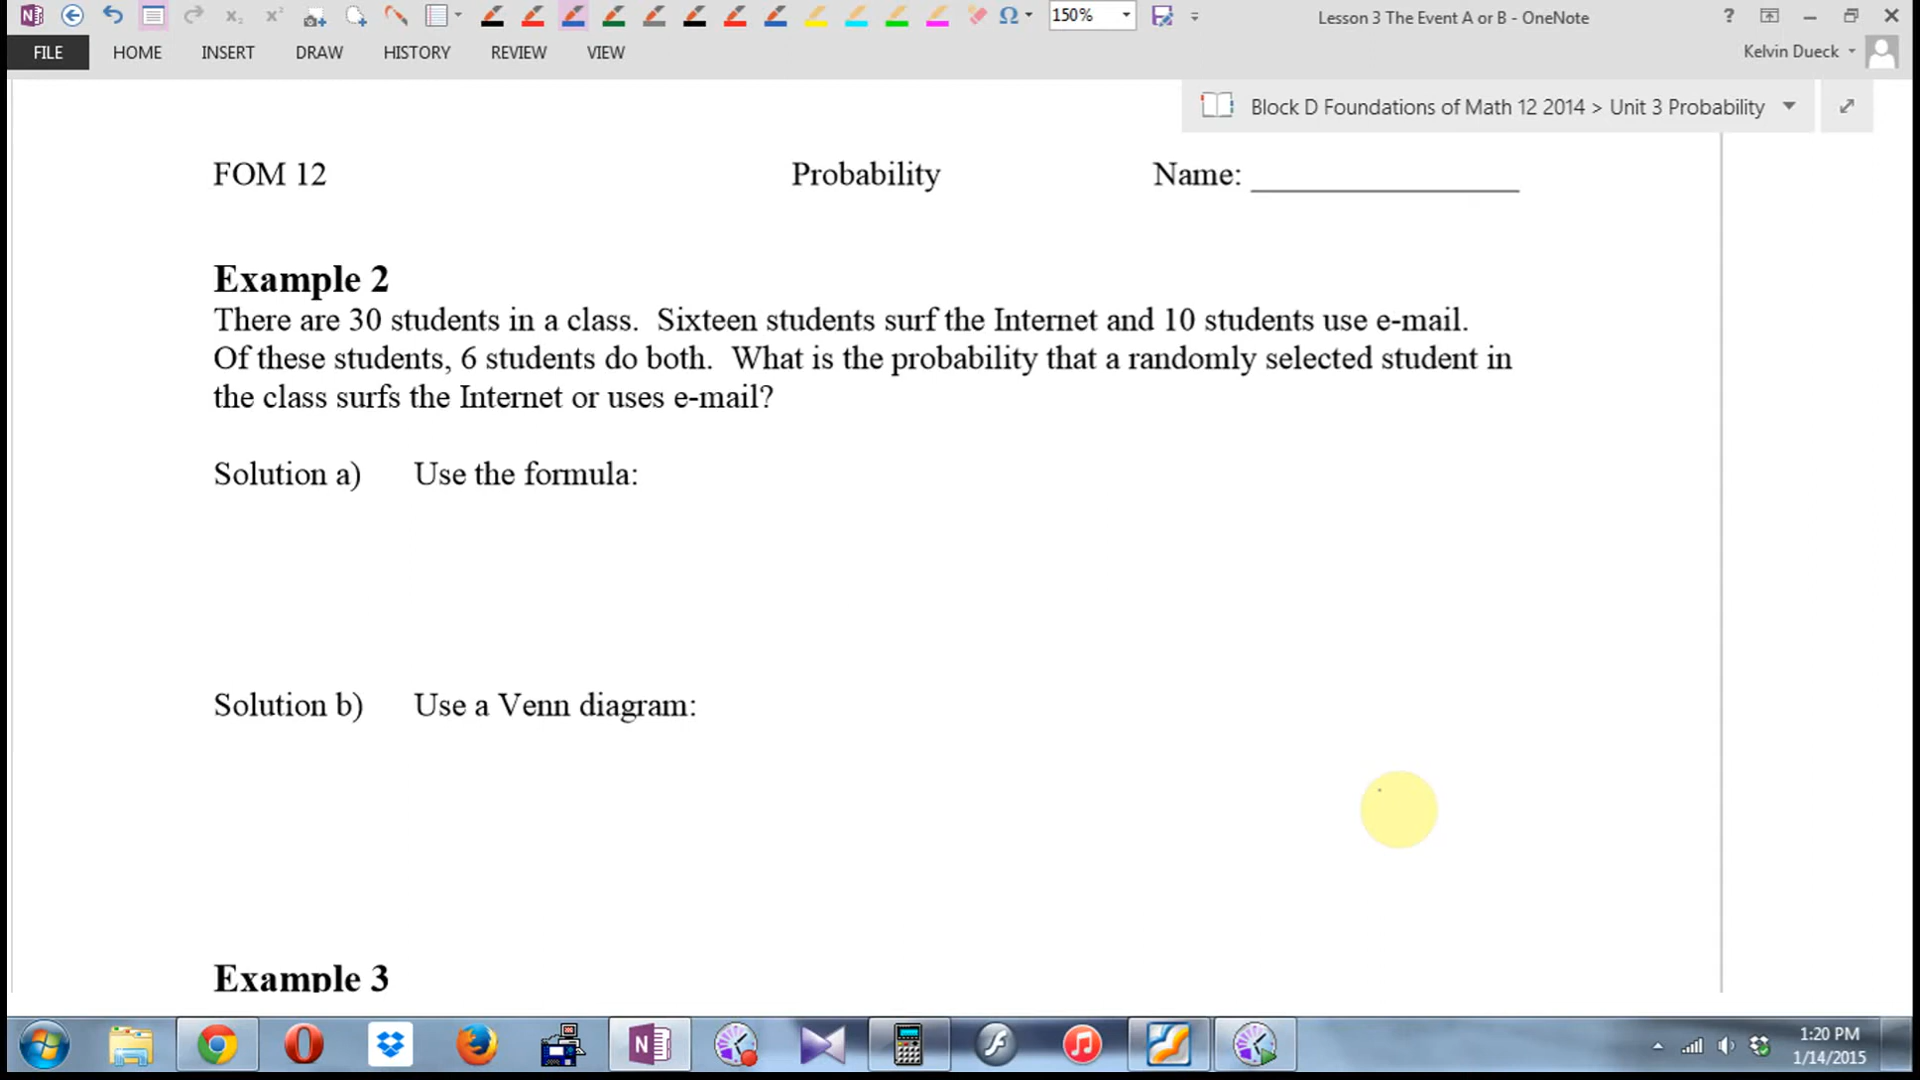 150%
Lesson 3 The Event A or B - OneNote
?
FILE HOME INSERT DRAW HISTORY REVIEW VIEW
Kelvin Dueck
Block D Foundations of Math 12 2014 > Unit 3 Probability
FOM 12 Probability Name: _______________
Example 2
There are 30 students in a class. Sixteen students surf the Internet and 10 students use e-mail.
Of these students, 6 students do both. What is the probability that a randomly selected student in
the class surfs the Internet or uses e-mail?
Solution a) Use the formula:
Solution b) Use a Venn diagram:
Example 3
1:20 PM
1/14/2015